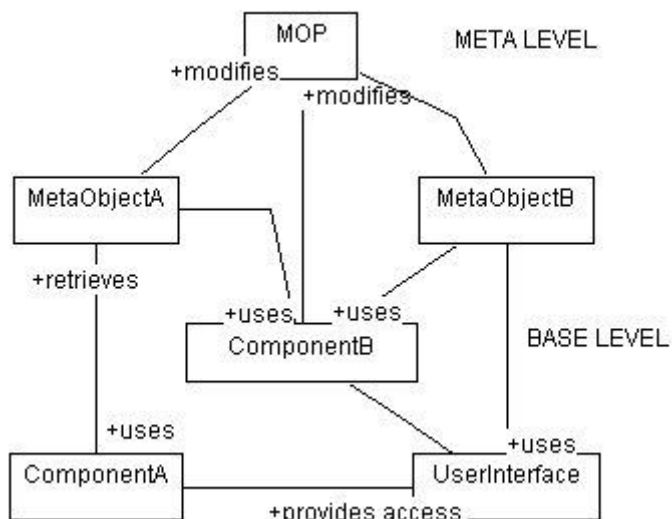 MOP
META LEVEL
+modifies
+modifies
MetaObjectA
MetaObjectB
+retrieves
+uses
+uses
ComponentB
BASE LEVEL
+uses
+uses
ComponentA
UserInterface
+provides access